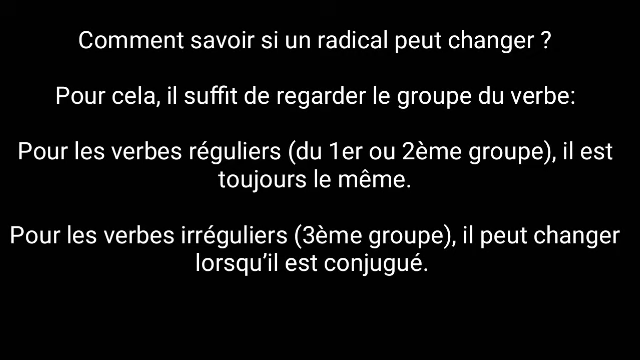 Comment savoir si un radical peut changer ?
Pour cela, il suffit de regarder le groupe du verbe:
Pour les verbes réguliers (du 1er ou 2ème groupe), il est
toujours le même.
Pour les verbes irréguliers (3ème groupe), il peut changer
lorsqu’il est conjugué.